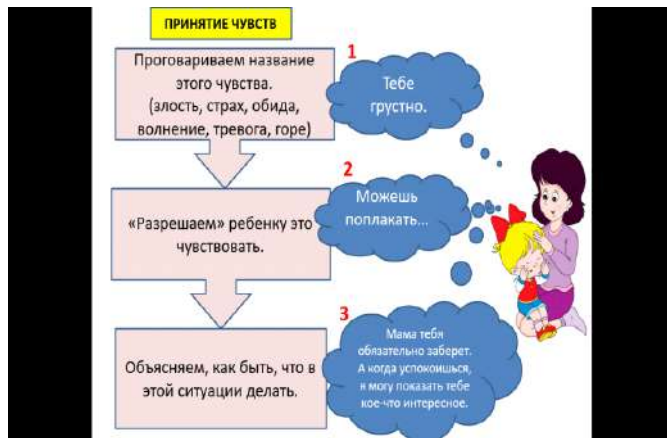 ПРИНЯТИЕ ЧУВСТВ
Проговариваем название
этого чувства.
(злость, страх, обида,
волнение, тревога, горе)
1
Тебе
грустно.
«Разрешаем» ребенку это
чувствовать.
2
Можешь
поплакать...
Объясняем, как быть, что в
этой ситуации делать.
3
Мама тебя
обязательно заберет.
А когда успокоишься,
я могу показать тебе
кое-что интересное.